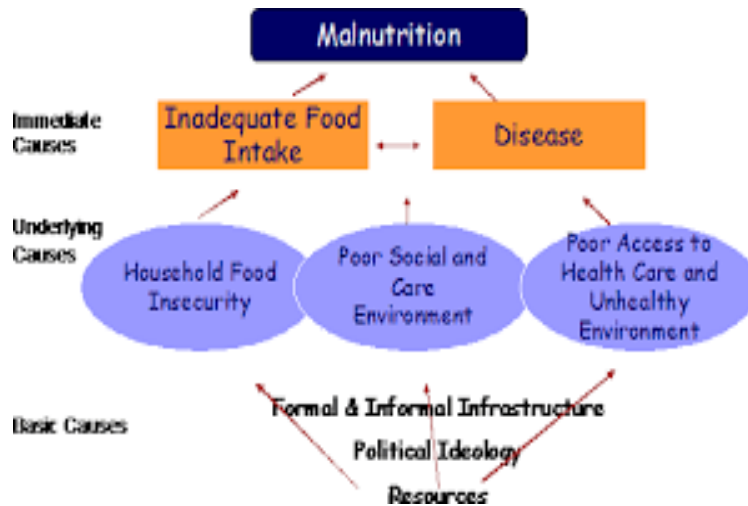 Malnutrition
Immediate
Causes
Inadequate Food
Intake
Disease
Underlying
Causes
Household Food
Insecurity
Poor Social and
Care
Environment
Poor Access to
Health Care and
Unhealthy
Environment
Basic Causes
Formal & Informal Infrastructure
Political Ideology
Resources